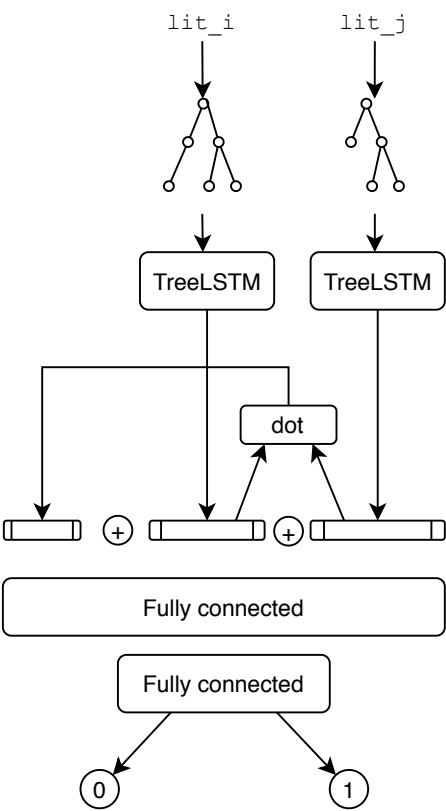 lit_i lit_j
TreeLSTM TreeLSTM
dot
+ +
Fully connected
Fully connected
0 1